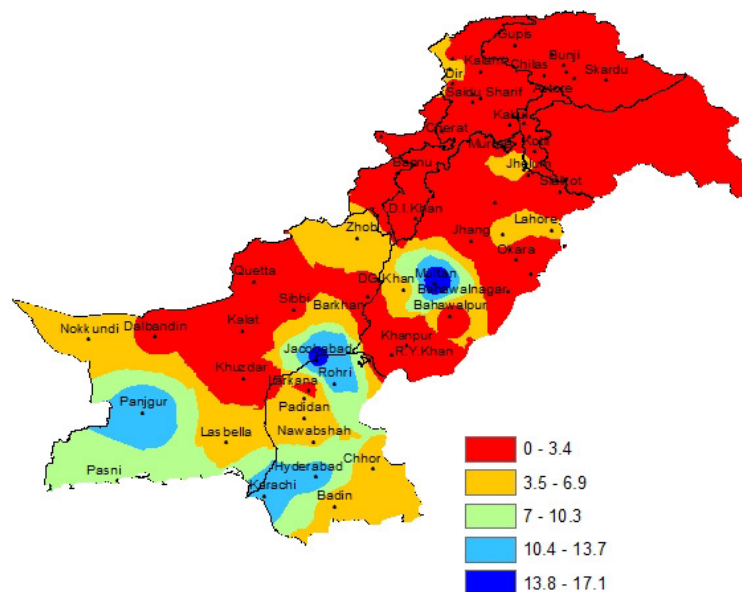 Gupis
Bunji
Kalam
Chilas
Skardu
Dir
Astore
Saidu Sharif
Kakul
Cherat
Kotli
Murree
Bannu
Jhelum
Sialkot
D.I.Khan
Lahore
Zhob
Jhang
Okara
Quetta
DG.Khan
Multan
Bahawalnagar
Sibbi
Barkhan
Bahawalpur
Nokkundi
Dalbandin
Kalat
Khanpur
Jacobabad
R.Y.Khan
Khuzdar
Larkana
Rohri
Panjgur
Padidan
Lasbella
Nawabshah
Chhor
Pasni
Hyderabad
Karachi
Badin
0 - 3.4
3.5 - 6.9
7 - 10.3
10.4 - 13.7
13.8 - 17.1